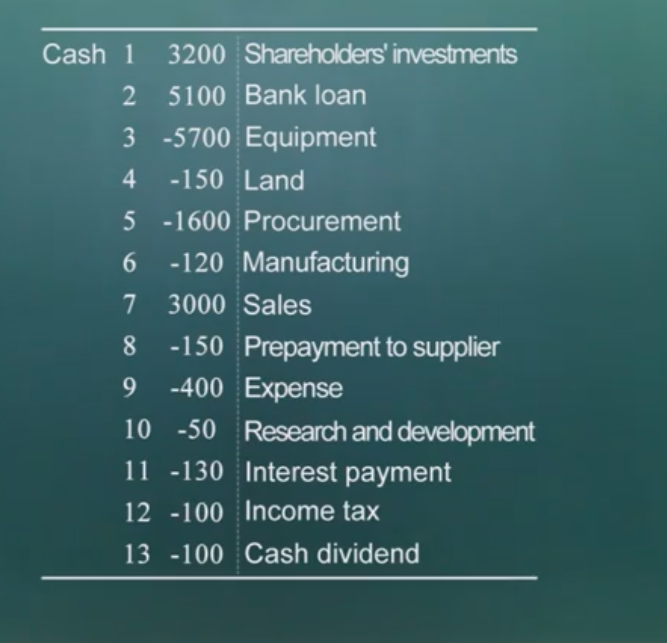 Cash 1 3200 Shareholders' investments
2 5100 Bank loan
3 -5700 Equipment
4 -150 Land
5 -1600 Procurement
6 -120 Manufacturing
7 3000 Sales
8 -150 Prepayment to supplier
9 -400 Expense
10 -50 Research and development
11 -130 Interest payment
12 -100 Income tax
13 -100 Cash dividend